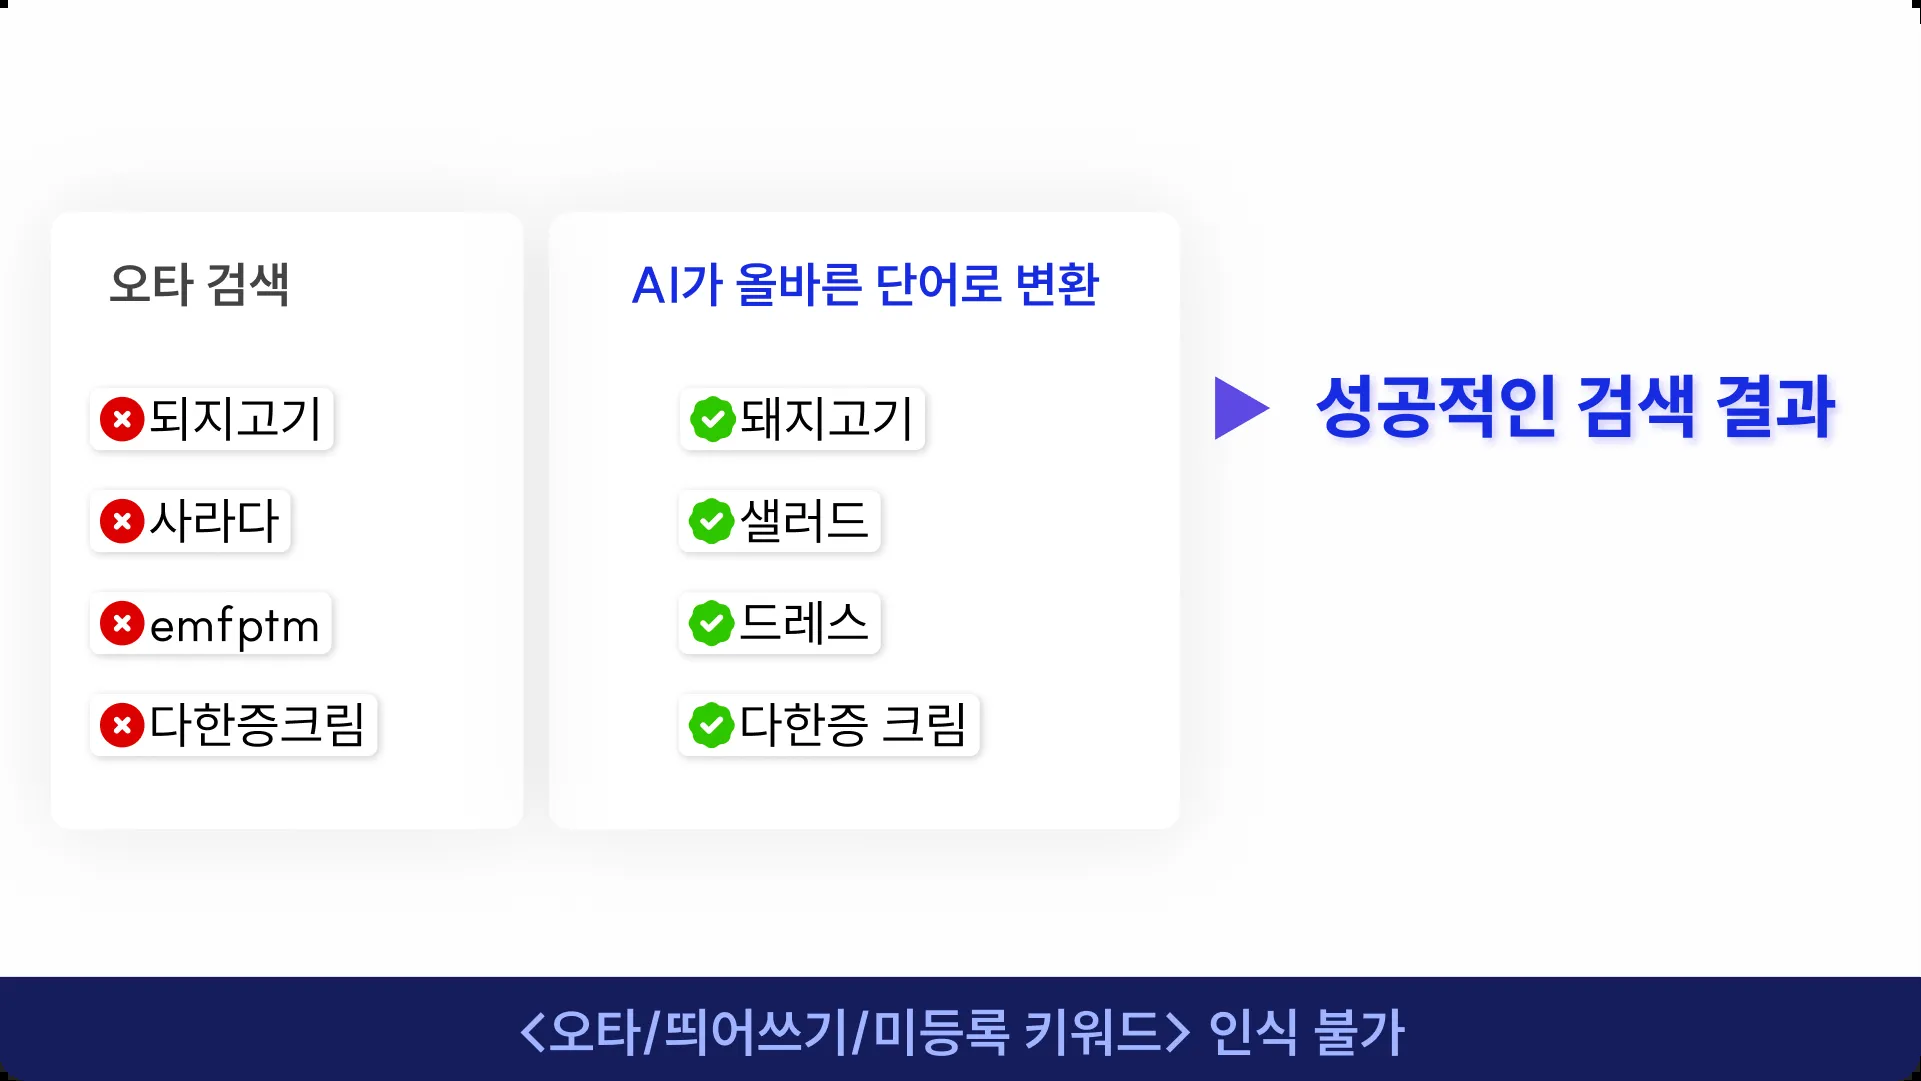 오타 검색
되지고기
사라다
emfptm
다한증크림
AI가 올바른 단어로 변환
돼지고기
샐러드
드레스
다한증 크림
성공적인 검색 결과
<오타/띄어쓰기/미등록 키워드> 인식 불가